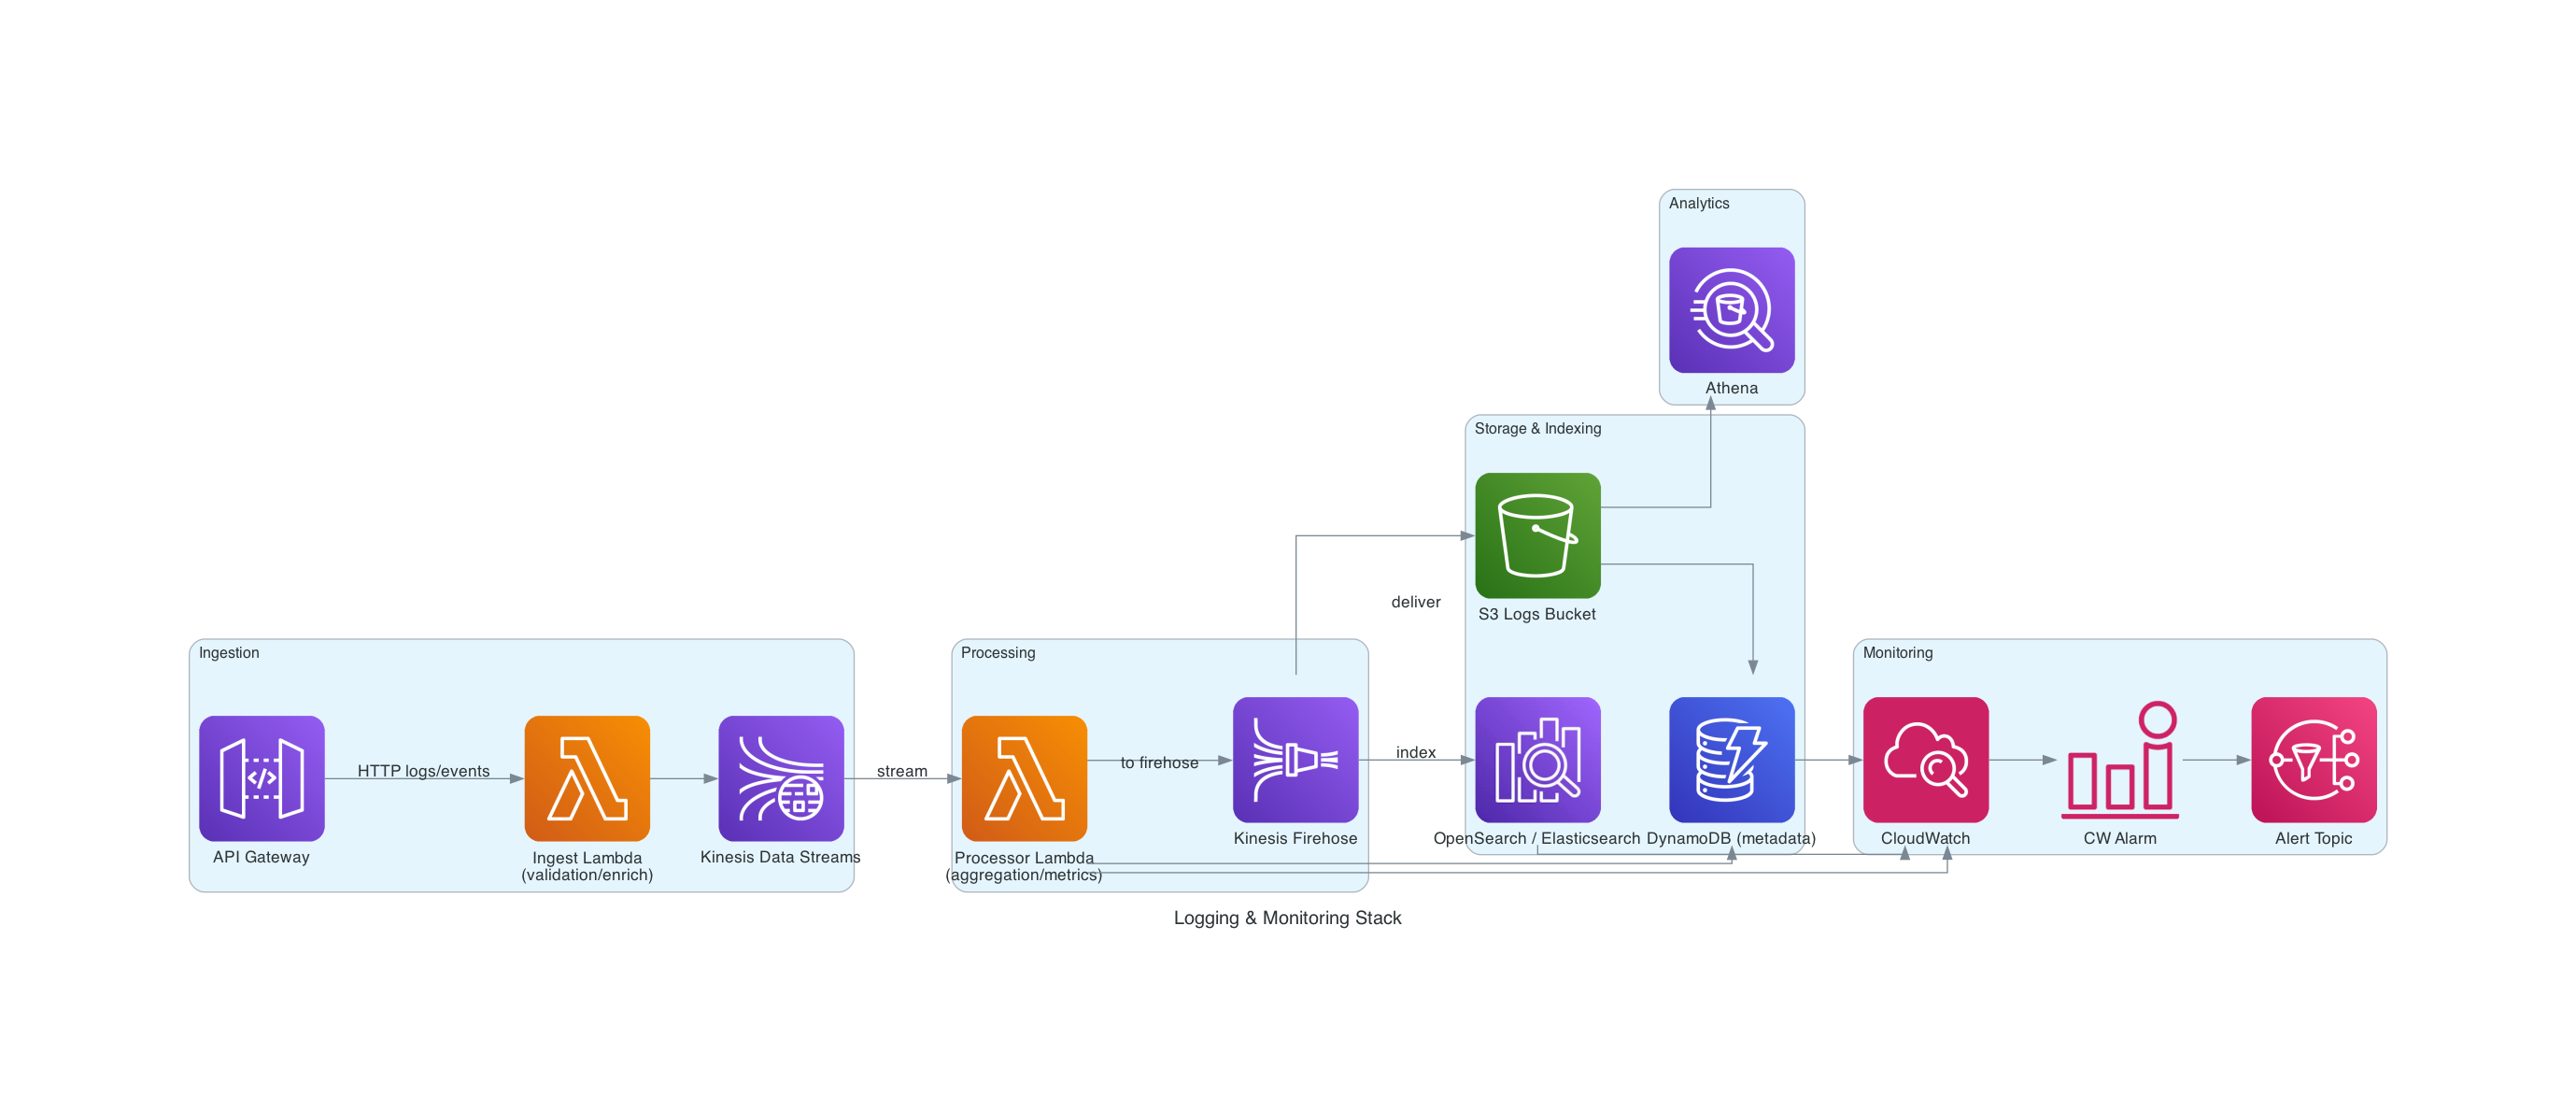 Analytics
Athena
Storage & Indexing
S3 Logs Bucket
deliver
Ingestion
API Gateway
HTTP logs/events
Ingest Lambda
(validation/enrich)
Kinesis Data Streams
stream
Processing
Processor Lambda
(aggregation/metrics)
to firehose
Kinesis Firehose
index
OpenSearch / Elasticsearch
DynamoDB (metadata)
Monitoring
CloudWatch
CW Alarm
Alert Topic
Logging & Monitoring Stack